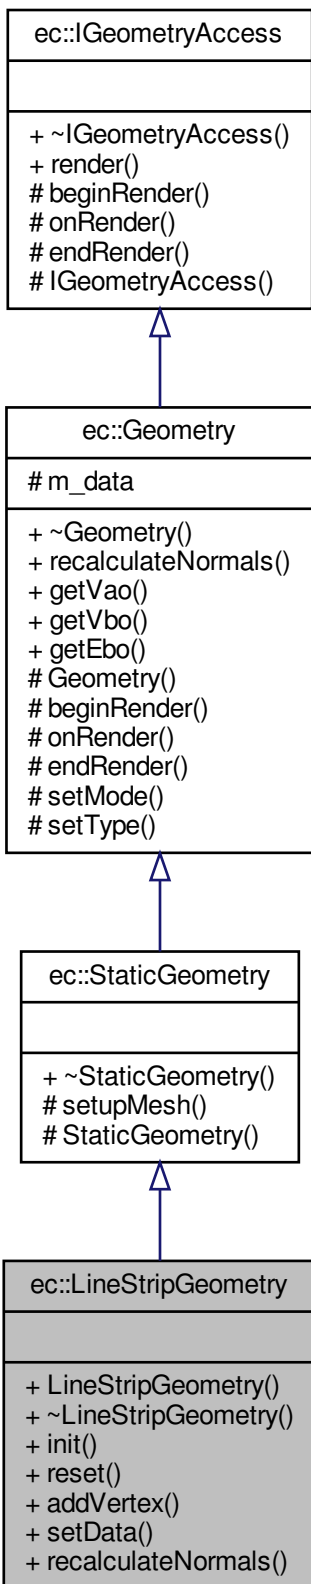 ec::IGeometryAccess
+ ~IGeometryAccess()
+ render()
# beginRender()
# onRender()
# endRender()
# IGeometryAccess()
ec::Geometry
# m_data
+ ~Geometry()
+ recalculateNormals()
+ getVao()
+ getVbo()
+ getEbo()
# Geometry()
# beginRender()
# onRender()
# endRender()
# setMode()
# setType()
ec::StaticGeometry
+ ~StaticGeometry()
# setupMesh()
# StaticGeometry()
ec::LineStripGeometry
+ LineStripGeometry()
+ ~LineStripGeometry()
+ init()
+ reset()
+ addVertex()
+ setData()
+ recalculateNormals()